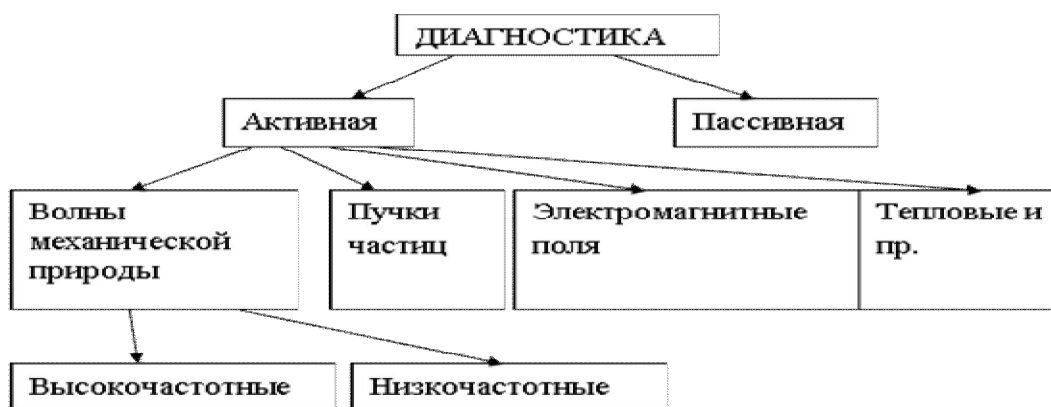 ДИАГНОСТИКА
Активная
Пассивная
Волны
механической
природы
Пучки
частиц
Электромагнитные
поля
Тепловые и
пр.
Высокочастотные
Низкочастотные